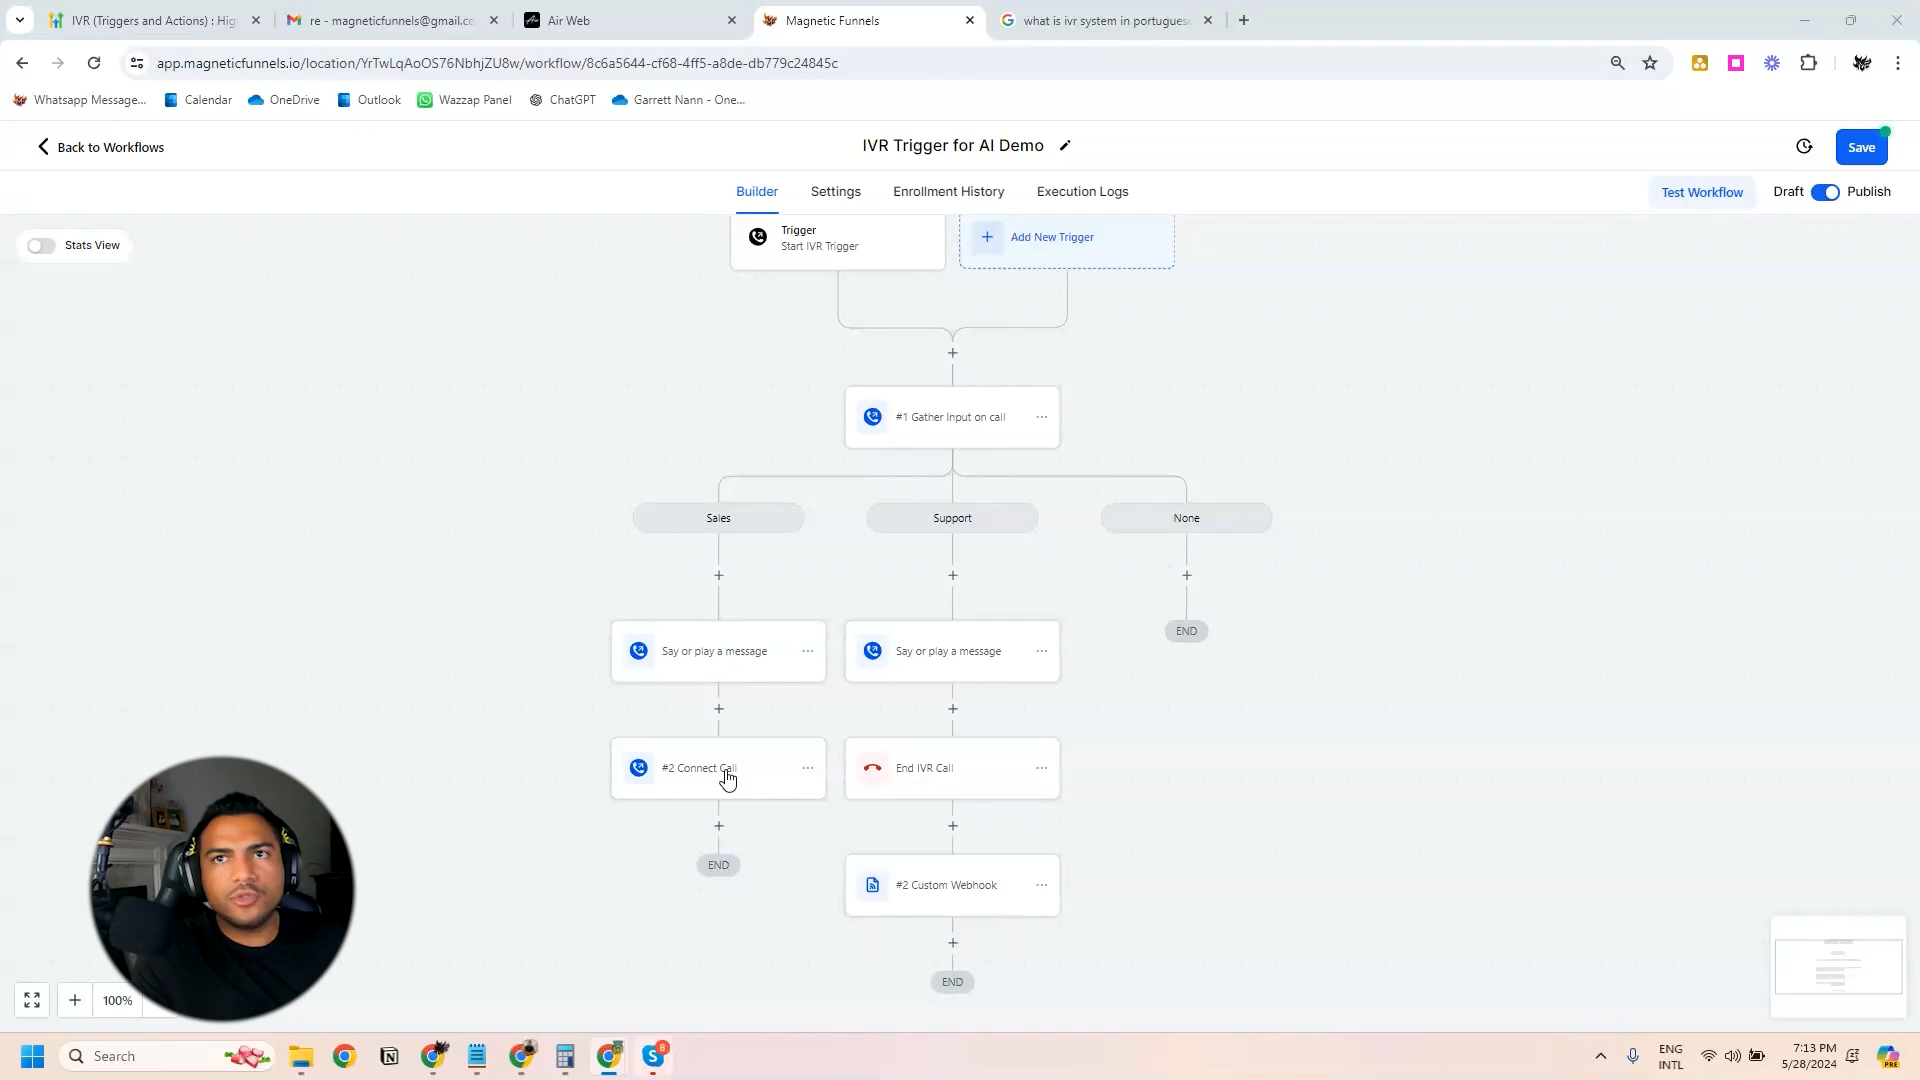 IVR (Triggers and Actions) : Hig
re - magneticfunnels@gmail.co
Air Web
Magnetic Funnels
what is ivr system in portugues
app.magneticfunnels.io/location/YrTwLqAoOS76NbhjZU8w/workflow/8c6a5644-cf68-4ff5-a8de-db779c24845c
Whatsapp Message...
Calendar
OneDrive
Outlook
Wazzap Panel
ChatGPT
Garrett Nann - One...
Back to Workflows
IVR Trigger for AI Demo
Save
Builder
Settings
Enrollment History
Execution Logs
Test Workflow
Draft
Publish
Stats View
Trigger
Start IVR Trigger
Add New Trigger
#1 Gather Input on call
Sales
Support
None
END
Say or play a message
Say or play a message
#2 Connect Call
End IVR Call
END
#2 Custom Webhook
END
100%
Search
8
ENG
INTL
7:13 PM
5/28/2024
PRE